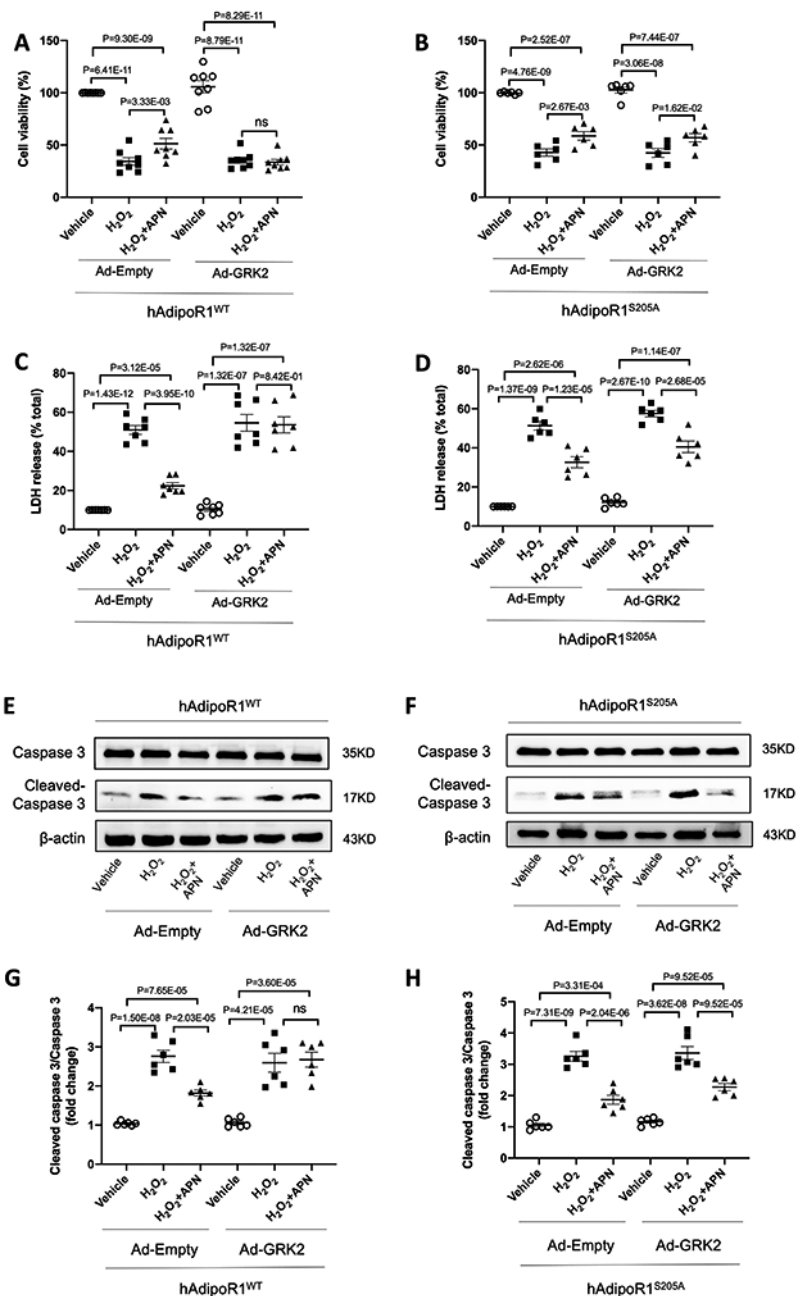 A
P=8.29E-11
P=9.30E-09
P=8.79E-11
P=6.41E-11
P=3.33E-03
ns
Cell viability (%)
150
100
50
0
Vehicle
H₂O₂
H₂O₂+APN
Vehicle
H₂O₂
H₂O₂+APN
Ad-Empty
Ad-GRK2
hAdipoR1ᵂᵀ
B
P=2.52E-07
P=7.44E-07
P=4.76E-09
P=3.06E-08
P=2.67E-03
P=1.62E-02
Cell viability (%)
150
100
50
0
Vehicle
H₂O₂
H₂O₂+APN
Vehicle
H₂O₂
H₂O₂+APN
Ad-Empty
Ad-GRK2
hAdipoR1S205A
C
P=1.32E-07
P=3.12E-05
P=1.43E-12
P=3.95E-10
P=1.32E-07
P=8.42E-01
LDH release (% total)
80
60
40
20
0
Vehicle
H₂O₂
H₂O₂+APN
Vehicle
H₂O₂
H₂O₂+APN
Ad-Empty
Ad-GRK2
hAdipoR1ᵂᵀ
D
P=2.62E-06
P=1.14E-07
P=1.37E-09
P=1.23E-05
P=2.67E-10
P=2.68E-05
LDH release (% total)
80
60
40
20
0
Vehicle
H₂O₂
H₂O₂+APN
Vehicle
H₂O₂
H₂O₂+APN
Ad-Empty
Ad-GRK2
hAdipoR1S205A
E
hAdipoR1ᵂᵀ
Caspase 3
35KD
Cleaved-
Caspase 3
17KD
β-actin
43KD
Vehicle
H₂O₂
H₂O₂+
APN
Vehicle
H₂O₂
H₂O₂+
APN
Ad-Empty
Ad-GRK2
F
hAdipoR1S205A
Caspase 3
35KD
Cleaved-
Caspase 3
17KD
β-actin
43KD
Vehicle
H₂O₂
H₂O₂+
APN
Vehicle
H₂O₂
H₂O₂+
APN
Ad-Empty
Ad-GRK2
G
P=7.65E-05
P=3.60E-05
P=1.50E-08
P=2.03E-05
P=4.21E-05
ns
Cleaved caspase 3/Caspase 3
(fold change)
4
3
2
1
0
Vehicle
H₂O₂
H₂O₂+APN
Vehicle
H₂O₂
H₂O₂+APN
Ad-Empty
Ad-GRK2
hAdipoR1ᵂᵀ
H
P=3.31E-04
P=9.52E-05
P=7.31E-09
P=2.04E-06
P=3.62E-08
P=9.52E-05
Cleaved caspase 3/Caspase 3
(fold change)
5
4
3
2
1
0
Vehicle
H₂O₂
H₂O₂+APN
Vehicle
H₂O₂
H₂O₂+APN
Ad-Empty
Ad-GRK2
hAdipoR1S205A